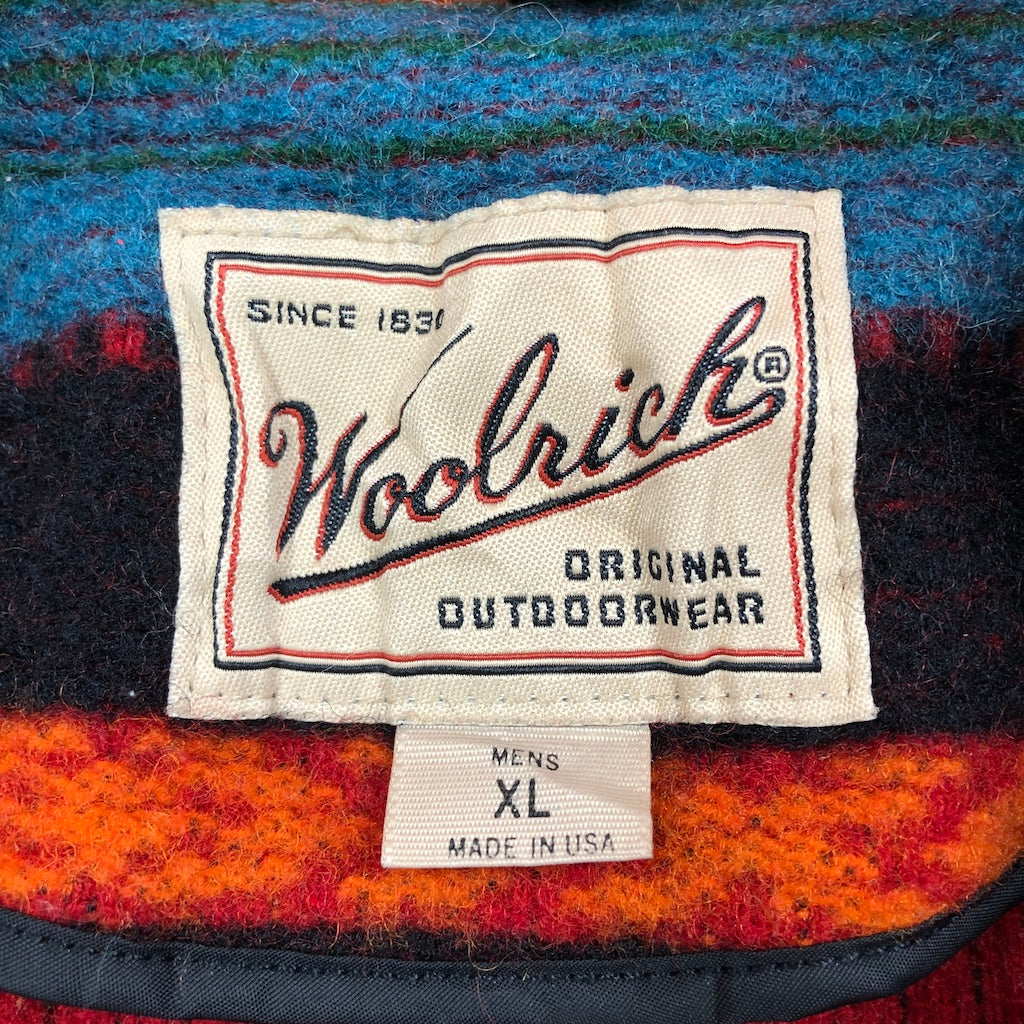 SINCE 1830
Woolrich®
ORIGINAL
OUTDOORWEAR
MENS
XL
MADE IN USA